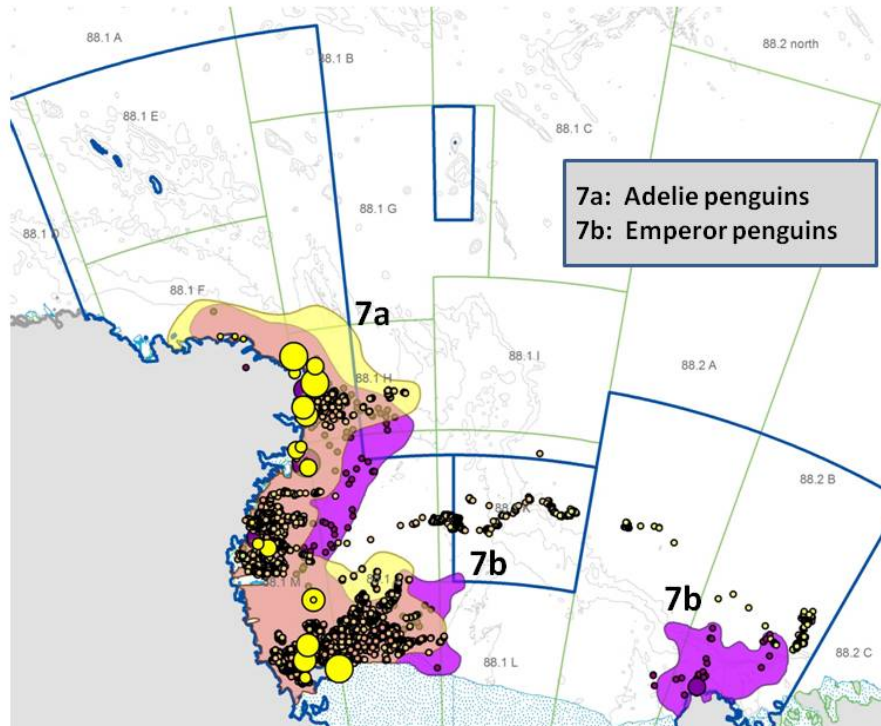 88.1 A
88.1 B
88.2 north
88.1 E
88.1 C
7a: Adelie penguins
7b: Emperor penguins
88.1 G
88.1 D
88.1 F
7a
88.1 H
88.1 I
88.2 A
88.2 B
7b
88.1 M
88.1
7b
88.1 L
88.2 C